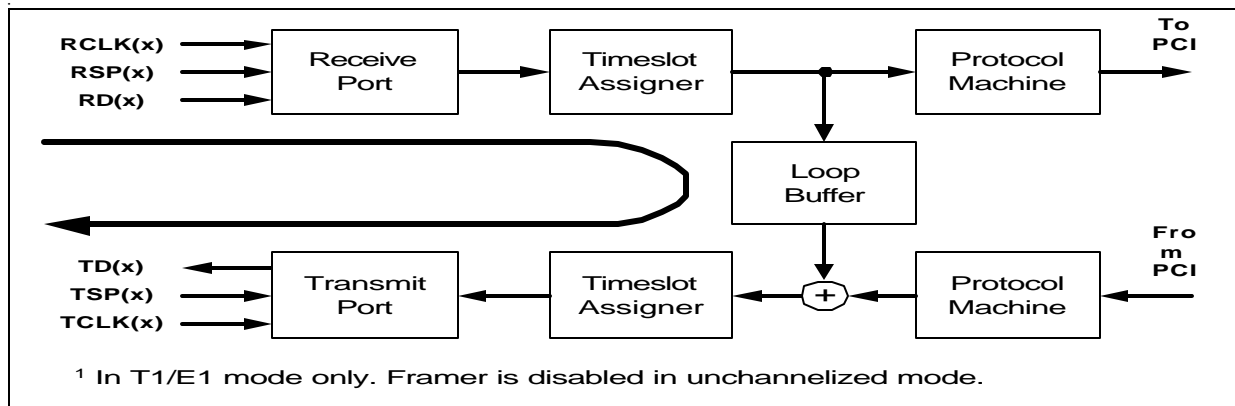 RCLK(x)
RSP(x)
RD(x)
Receive
Port
Timeslot
Assigner
Protocol
Machine
To
PCI
Loop
Buffer
TD(x)
TSP(x)
TCLK(x)
Transmit
Port
Timeslot
Assigner
+
Protocol
Machine
Fro
m
PCI
¹ In T1/E1 mode only. Framer is disabled in unchannelized mode.